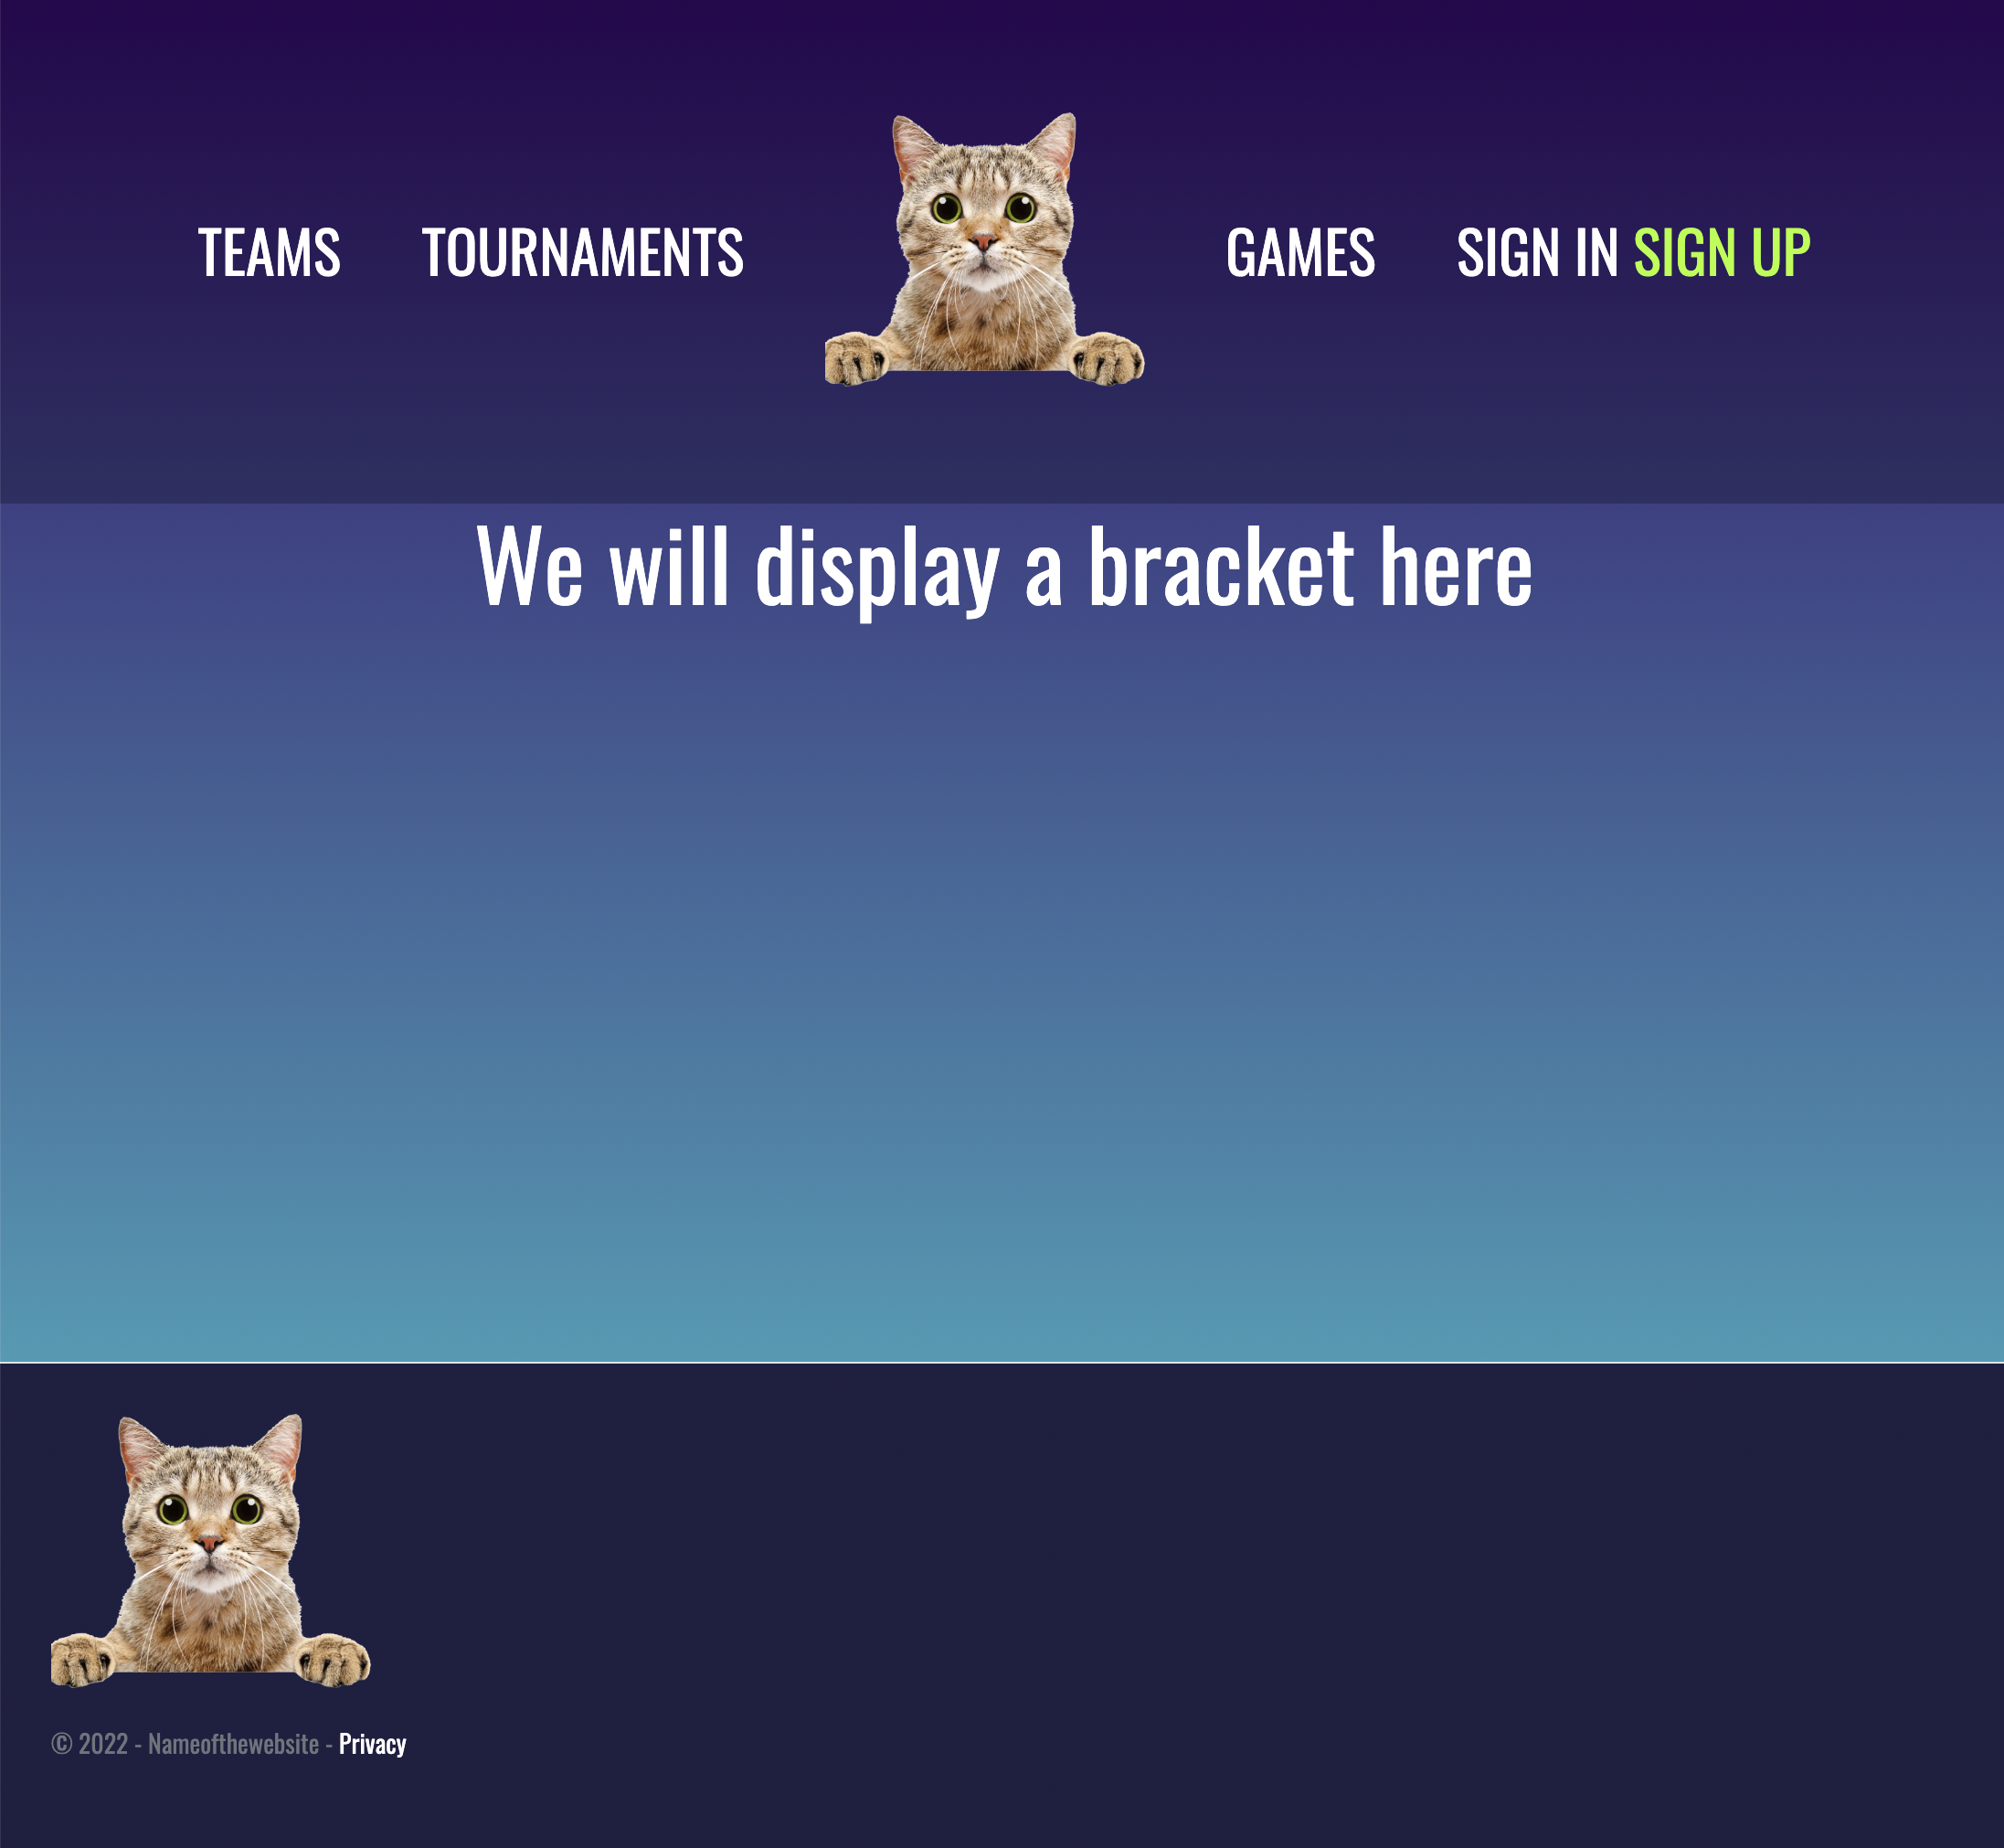 TEAMS TOURNAMENTS GAMES SIGN IN SIGN UP
We will display a bracket here
© 2022 - Nameofthewebsite - Privacy